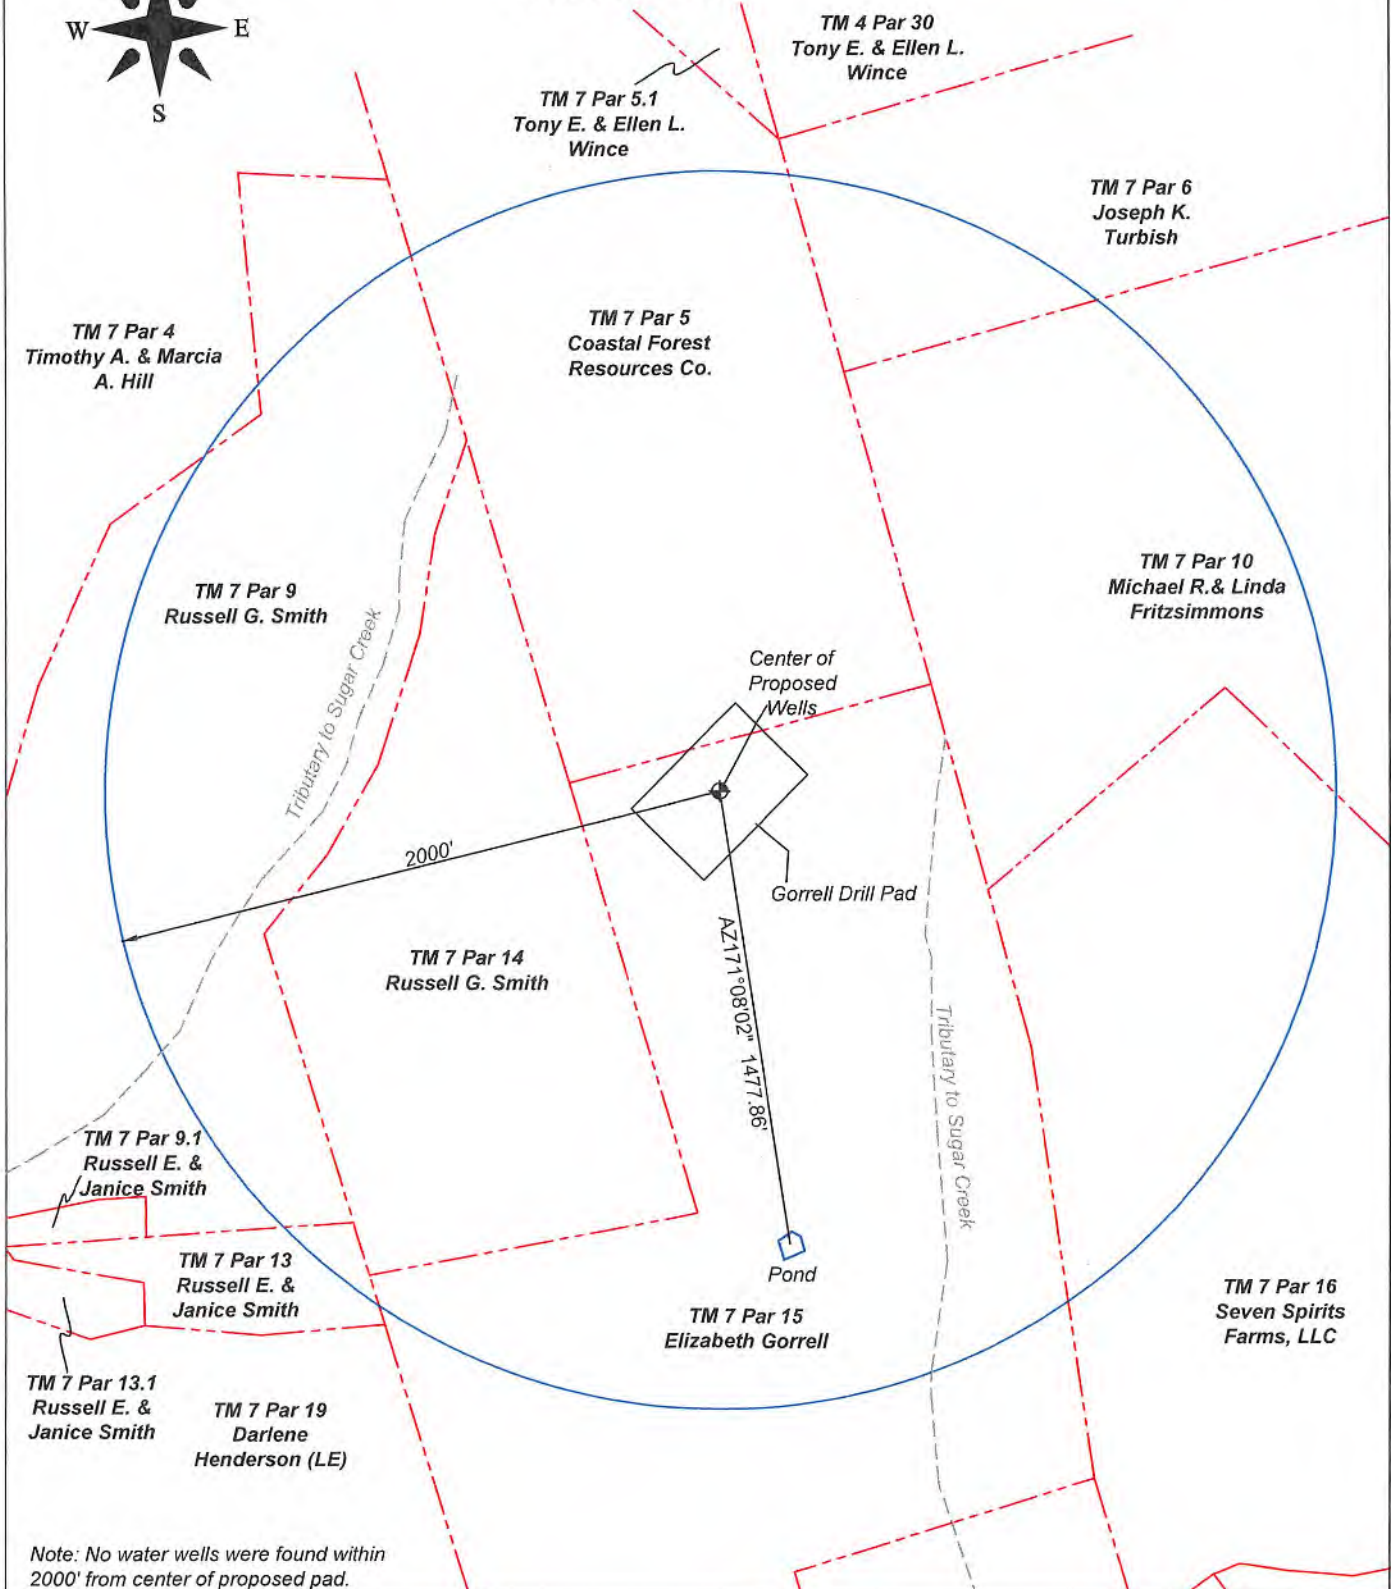 W
E
S
TM 4 Par 30
Tony E. & Ellen L.
Wince
TM 7 Par 5.1
Tony E. & Ellen L.
Wince
TM 7 Par 6
Joseph K.
Turbish
TM 7 Par 4
Timothy A. & Marcia
A. Hill
TM 7 Par 5
Coastal Forest
Resources Co.
TM 7 Par 9
Russell G. Smith
TM 7 Par 10
Michael R.& Linda
Fritzsimmons
Tributary to Sugar Creek
Center of
Proposed
Wells
2000'
Gorrell Drill Pad
TM 7 Par 14
Russell G. Smith
AZ171°08'02" 1477.86'
Tributary to Sugar Creek
TM 7 Par 9.1
Russell E. &
Janice Smith
TM 7 Par 13
Russell E. &
Janice Smith
Pond
TM 7 Par 15
Elizabeth Gorrell
TM 7 Par 16
Seven Spirits
Farms, LLC
TM 7 Par 13.1
Russell E. &
Janice Smith
TM 7 Par 19
Darlene
Henderson (LE)
Note: No water wells were found within
2000' from center of proposed pad.